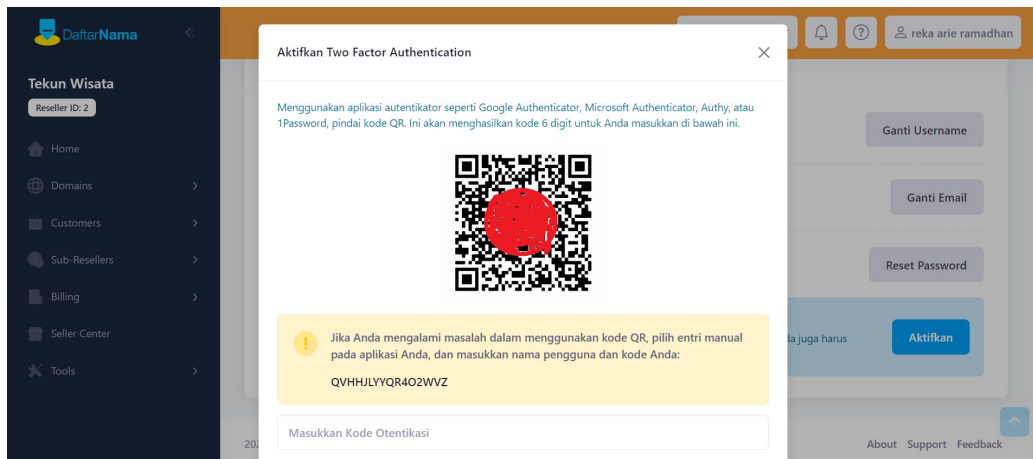 DaftarNama
Tekun Wisata
Reseller ID: 2
Home
Domains
Customers
Sub-Resellers
Billing
Seller Center
Tools
reka arie ramadhan
Aktifkan Two Factor Authentication
Menggunakan aplikasi autentikator seperti Google Authenticator, Microsoft Authenticator, Authy, atau
1Password, pindai kode QR. Ini akan menghasilkan kode 6 digit untuk Anda masukkan di bawah ini.
Jika Anda mengalami masalah dalam menggunakan kode QR, pilih entri manual
pada aplikasi Anda, dan masukkan nama pengguna dan kode Anda:
QVHHJLYYQR4O2WVZ
Masukkan Kode Otentikasi
Ganti Username
Ganti Email
Reset Password
da juga harus
Aktifkan
202
About Support Feedback